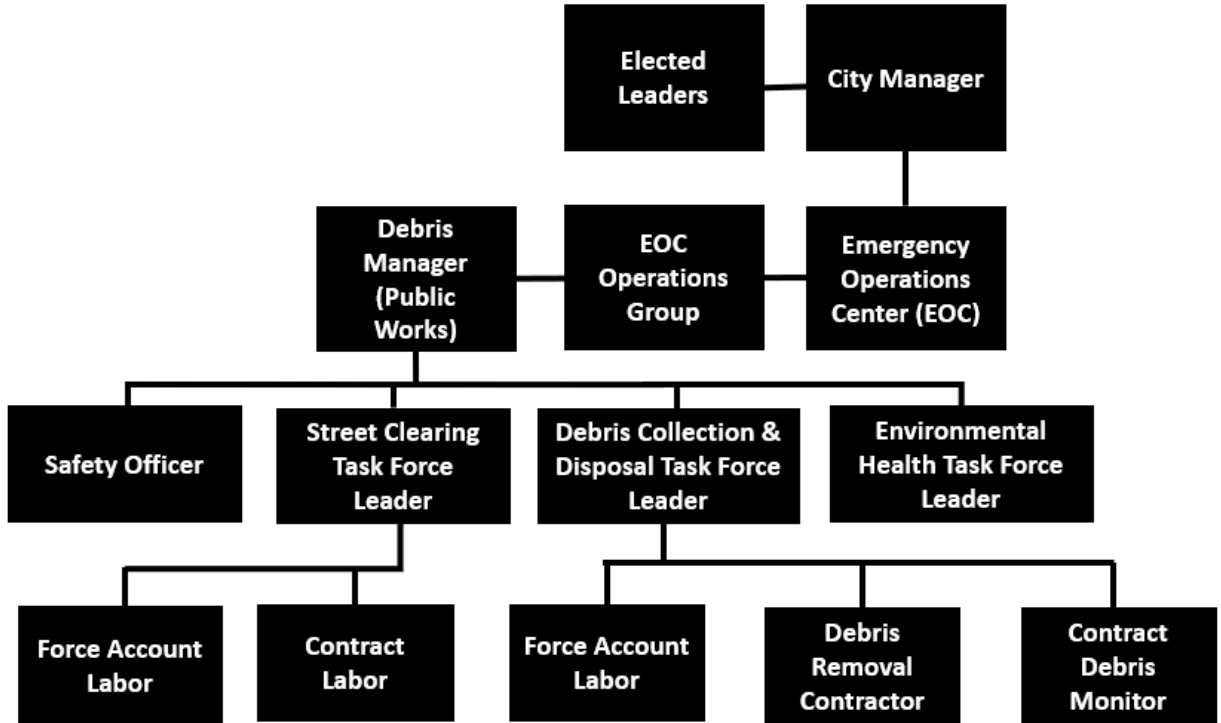 Elected
Leaders
City Manager
Debris
Manager
(Public
Works)
EOC
Operations
Group
Emergency
Operations
Center (EOC)
Safety Officer
Street Clearing
Task Force
Leader
Debris Collection &
Disposal Task Force
Leader
Environmental
Health Task Force
Leader
Force Account
Labor
Contract
Labor
Force Account
Labor
Debris
Removal
Contractor
Contract
Debris
Monitor